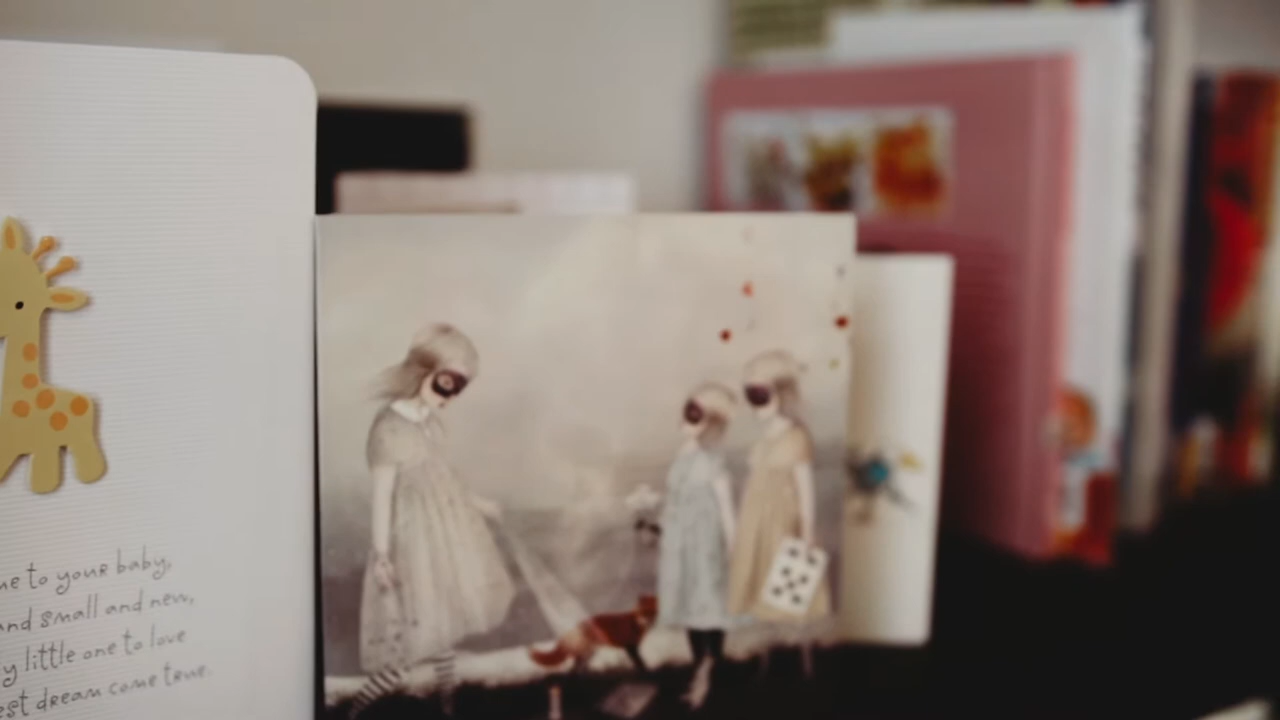 me to your baby,
and small and new,
y little one to love
est dream come true.